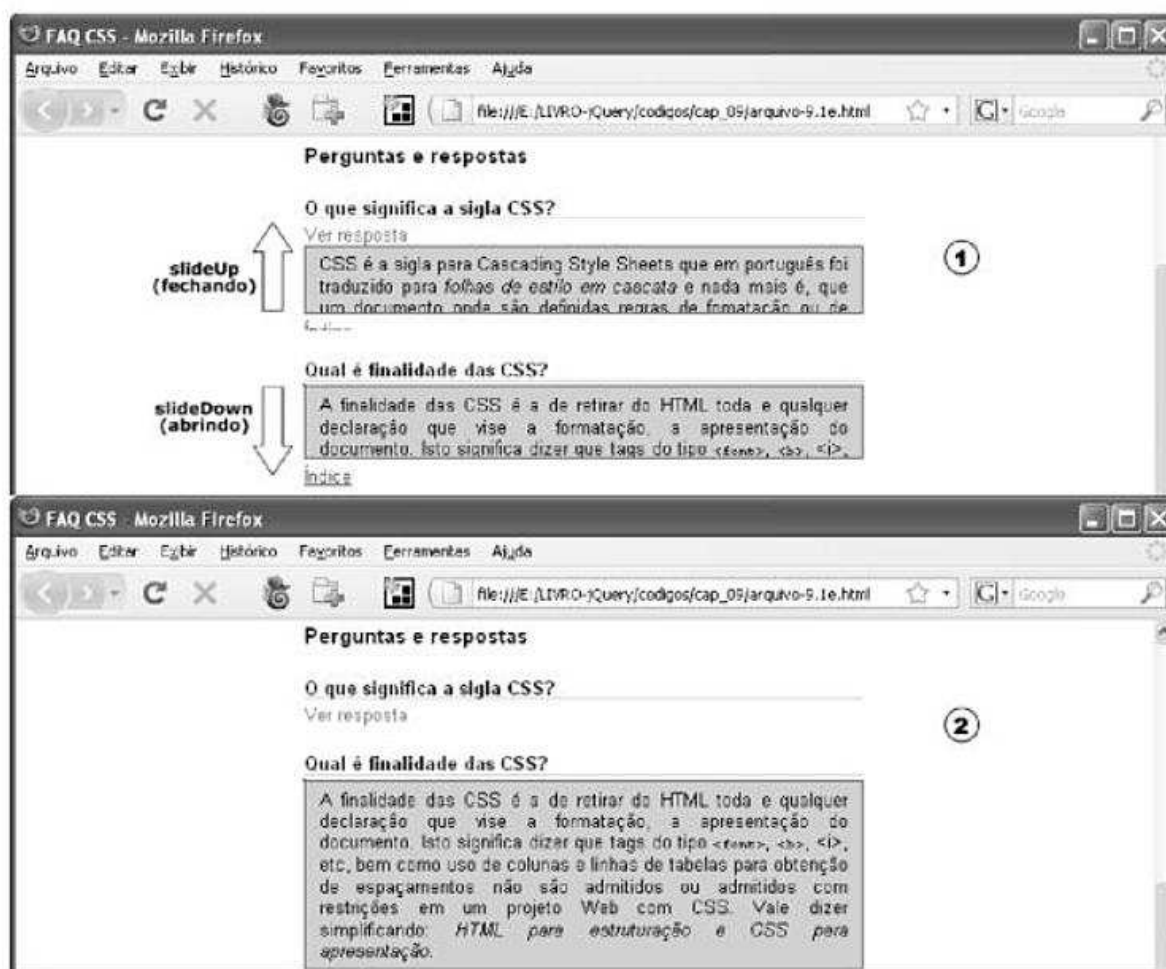 FAQ CSS - Mozilla Firefox
Arquivo Editar Exibir Histórico Favoritos Ferramentas Ajuda
file:///E:/LIVRO-jQuery/codigos/cap_09/arquivo-9.1e.html
Google
Perguntas e respostas
O que significa a sigla CSS?
Ver resposta
slideUp
(fechando)
CSS é a sigla para Cascading Style Sheets que em português foi
traduzido para folhas de estilo em cascata e nada mais é, que
um documento onde são definidas regras de fomatação ou de
1
Qual é finalidade das CSS?
slideDown
(abrindo)
A finalidade das CSS é a de retirar do HTML toda e qualquer
declaração que vise a formatação, a apresentação do
documento. Isto significa dizer que tags do tipo <font>, <b>, <i>,
Índice
FAQ CSS - Mozilla Firefox
Arquivo Editar Exibir Histórico Favoritos Ferramentas Ajuda
file:///E:/LIVRO-jQuery/codigos/cap_09/arquivo-9.1e.html
Google
Perguntas e respostas
O que significa a sigla CSS?
Ver resposta
2
Qual é finalidade das CSS?
A finalidade das CSS é a de retirar do HTML toda e qualquer
declaração que vise a formatação, a apresentação do
documento. Isto significa dizer que tags do tipo <font>, <b>, <i>,
etc, bem como uso de colunas e linhas de tabelas para obtenção
de espaçamentos não são admitidos ou admitidos com
restrições em um projeto Web com CSS. Vale dizer
simplificando: HTML para estruturação e CSS para
apresentação.